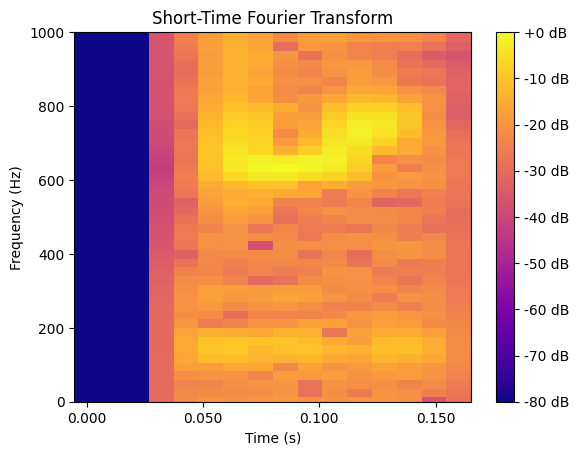 Short-Time Fourier Transform
1000
800
600
400
200
0
Frequency (Hz)
0.000
0.050
0.100
0.150
Time (s)
+0 dB
-10 dB
-20 dB
-30 dB
-40 dB
-50 dB
-60 dB
-70 dB
-80 dB